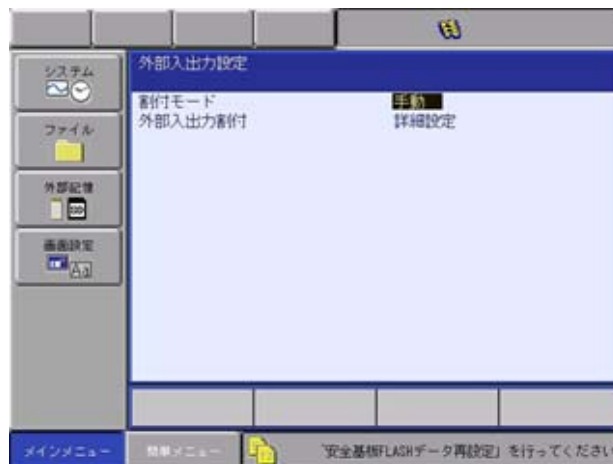 システム
ファイル
外部記憶
画面設定
外部入出力設定
割付モード 手動
外部入出力割付 詳細設定
メインメニュー
簡単メニュー
「安全基板FLASHデータ再設定」を行ってくださ